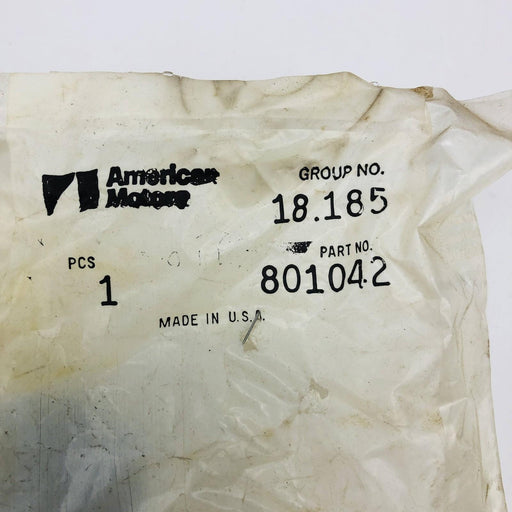 American
Motors
GROUP NO.
18.185
PCS
1
PART NO.
801042
MADE IN U.S.A.